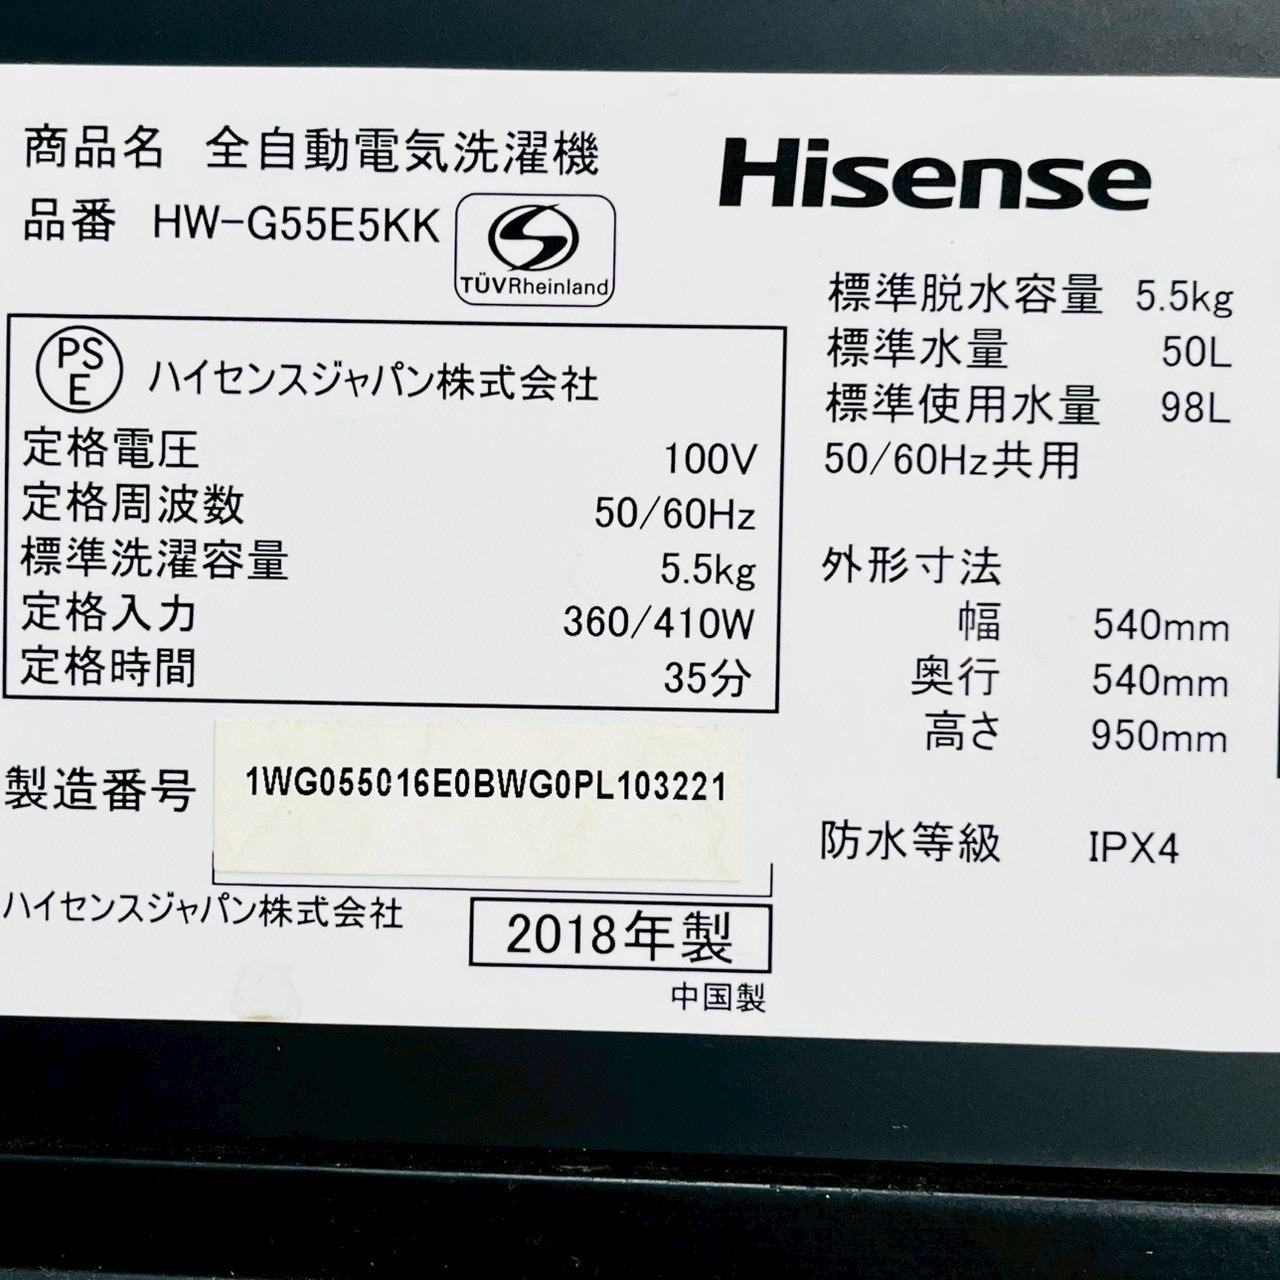 商品名 全自動電気洗濯機
品番 HW-G55E5KK
TÜVRheinland
Hisense
PS
E
ハイセンスジャパン株式会社
定格電圧 100V
定格周波数 50/60Hz
標準洗濯容量 5.5kg
定格入力 360/410W
定格時間 35分
標準脱水容量 5.5kg
標準水量 50L
標準使用水量 98L
50/60Hz共用
外形寸法
幅 540mm
奥行 540mm
高さ 950mm
防水等級 IPX4
製造番号 1WG055016E0BWG0PL103221
ハイセンスジャパン株式会社
2018年製
中国製